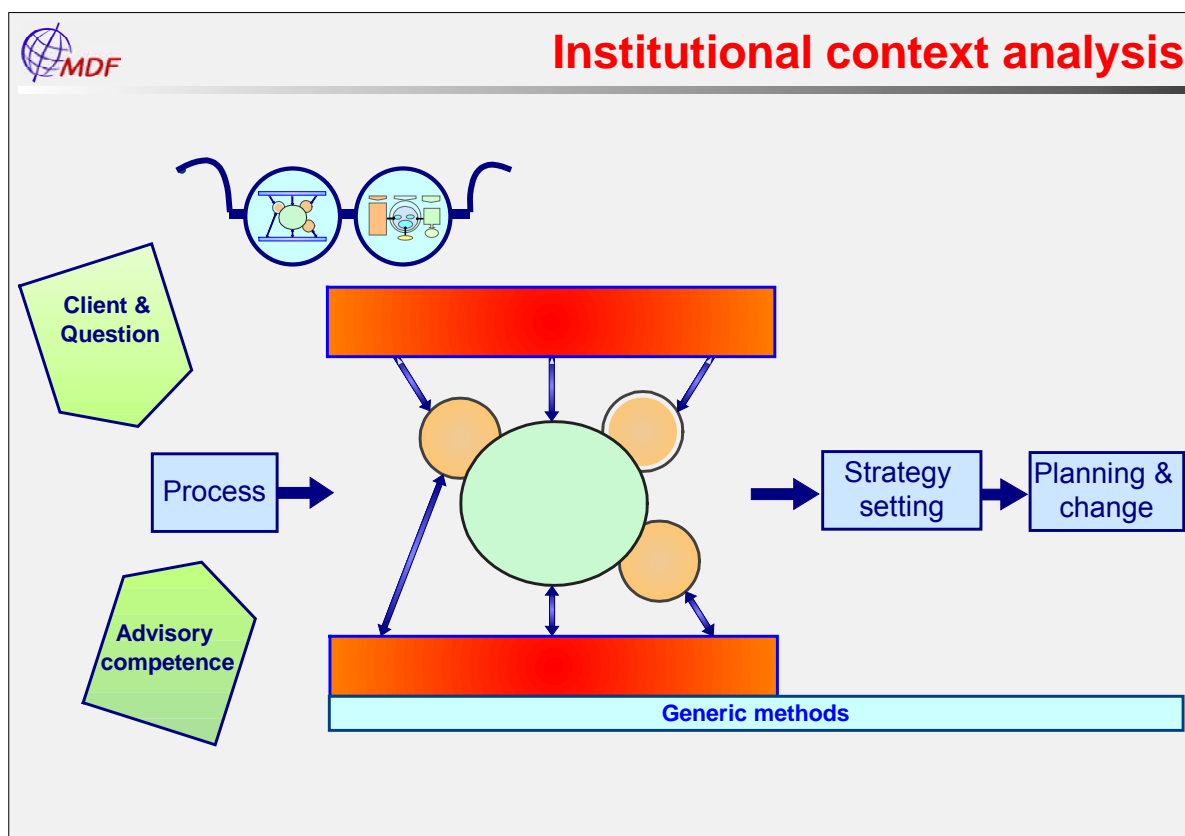 MDF
Institutional context analysis
Client &
Question
Process
Strategy
setting
Planning &
change
Advisory
competence
Generic methods